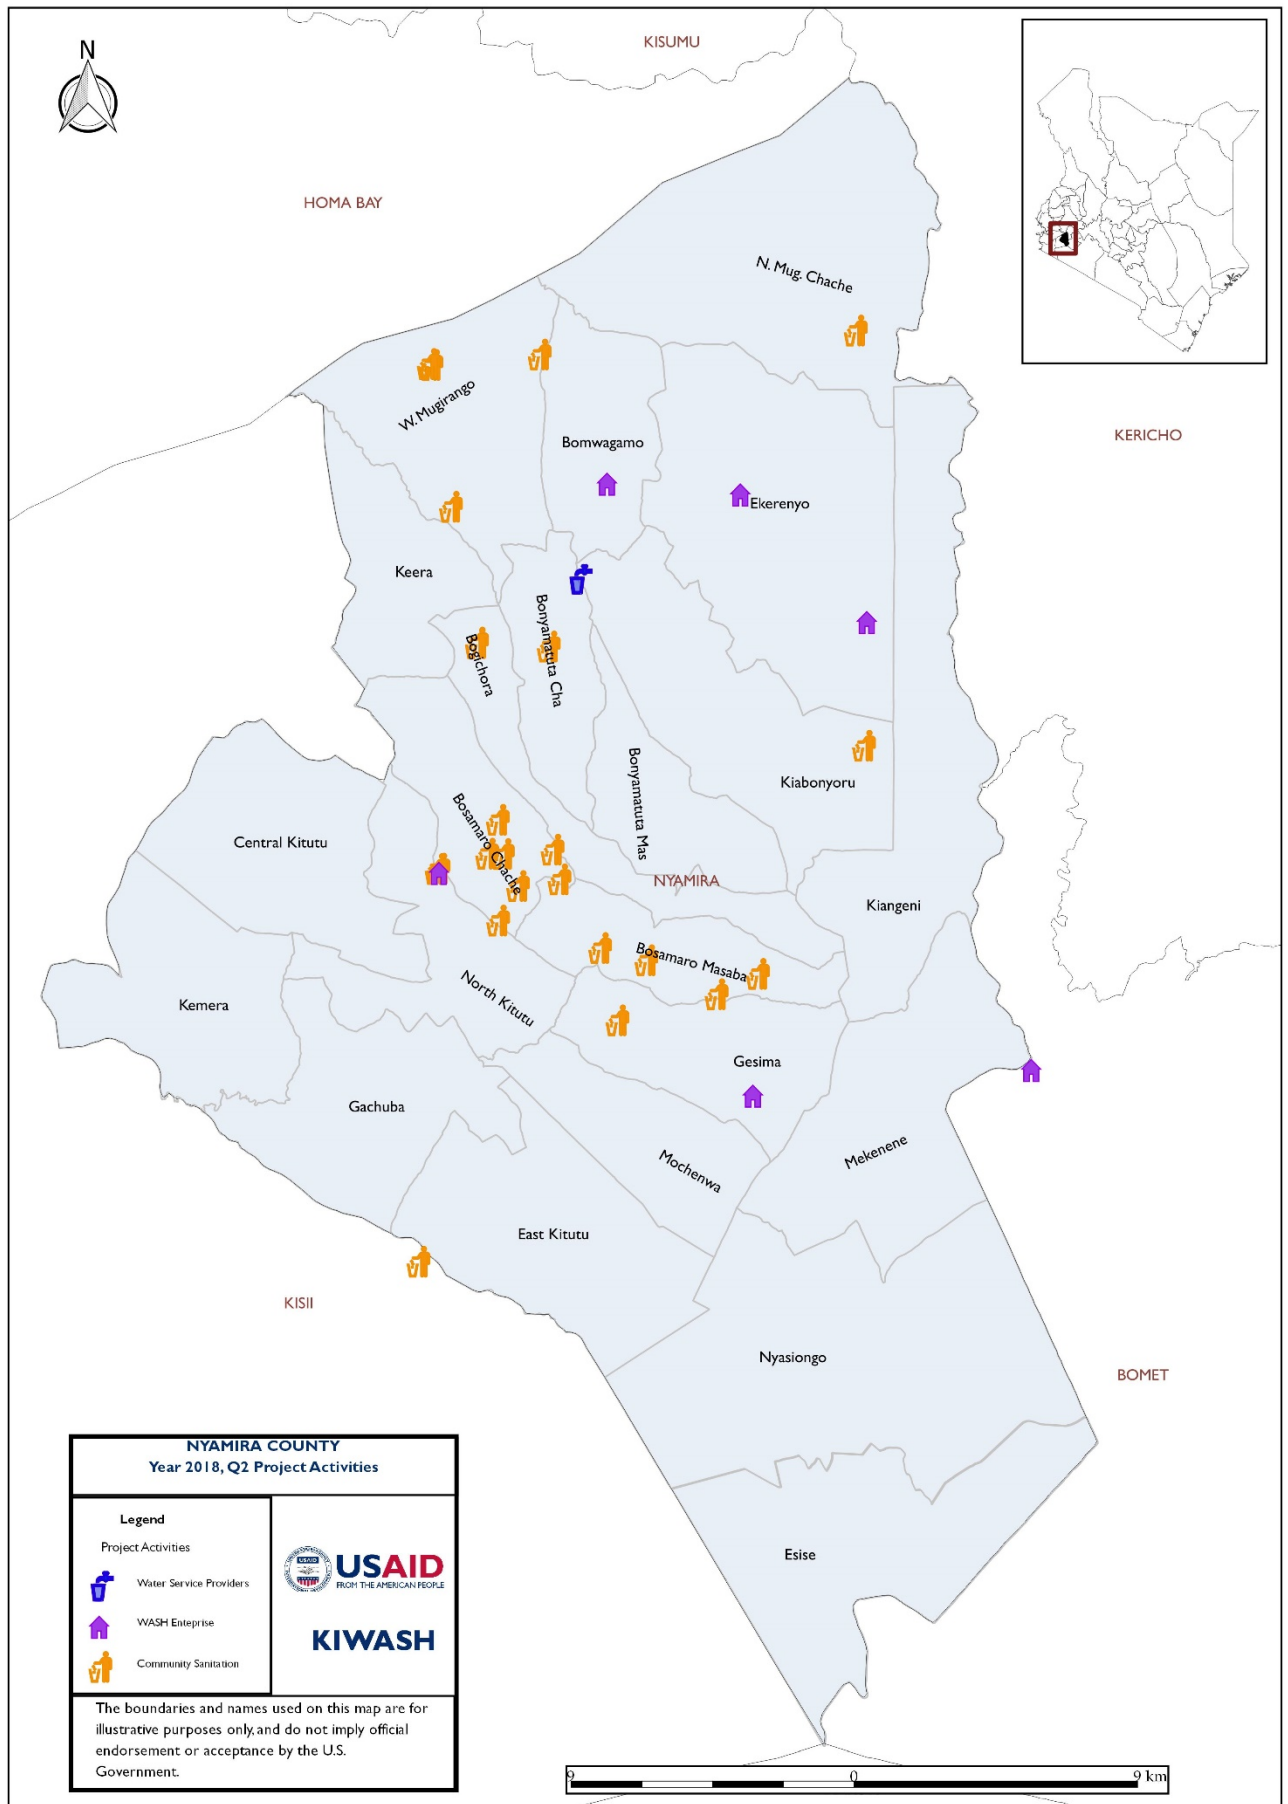 N
KISUMU
HOMA BAY
N. Mug. Chache
W. Mugirango
Bomwagamo
KERICHO
Ekerenyo
Keera
Bonyamatuta Cha
Bogichora
Bonyamatuta Mas
Kiabonyoru
Bosamaro Chache
Central Kitutu
NYAMIRA
Kiangeni
Bosamaro Masaba
North Kitutu
Kemera
Gesima
Gachuba
Mochenwa
Mekenene
East Kitutu
KISII
Nyasiongo
BOMET
Esise
NYAMIRA COUNTY
Year 2018, Q2 Project Activities
Legend
Project Activities
Water Service Providers
WASH Enteprise
Community Sanitation
USAID
USAID
FROM THE AMERICAN PEOPLE
KIWASH
The boundaries and names used on this map are for
illustrative purposes only, and do not imply official
endorsement or acceptance by the U.S.
Government.
9 0 9 km